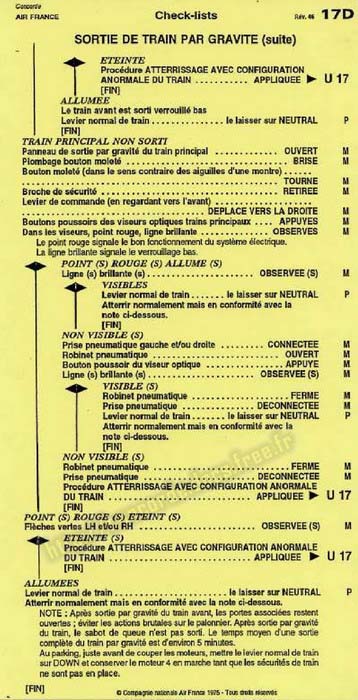 Concorde
AIR FRANCE Check-lists Rév. 46 17D
SORTIE DE TRAIN PAR GRAVITE (suite)
ETEINTE
Procédure ATTERRISSAGE AVEC CONFIGURATION
ANORMALE DU TRAIN .............. APPLIQUEE ► U 17
[FIN]
ALLUMEE
Le train avant est sorti verrouillé bas
Levier normal de train .................... le laisser sur NEUTRAL P
[FIN]
TRAIN PRINCIPAL NON SORTI
Panneau de sortie par gravité du train principal .............. OUVERT M
Plombage bouton moleté .............. BRISE M
Bouton moleté (dans le sens contraire des aiguilles d'une montre) ......
.............. TOURNE M
Broche de sécurité .............. RETIREE M
Levier de commande (en regardant vers l'avant) ..............
.............. DEPLACE VERS LA DROITE M
Boutons poussoirs des viseurs optiques trains principaux .... APPUYES M
Dans les viseurs, point rouge, ligne brillante .............. OBSERVES M
Le point rouge signale le bon fonctionnement du système électrique.
La ligne brillante signale le verrouillage bas.
POINT (S) ROUGE (S) ALLUME (S)
Ligne (s) brillante (s) .............. OBSERVEE (S) M
VISIBLES
Levier normal de train ....... le laisser sur NEUTRAL P
Atterrir normalement mais en conformité avec la
note ci-dessous.
[FIN]
NON VISIBLE (S)
Prise pneumatique gauche et/ou droite .............. CONNECTEE M
Robinet pneumatique .............. OUVERT M
Bouton poussoir du viseur optique .............. APPUYE M
Ligne (s) brillante (s) .............. OBSERVEE (S) M
VISIBLE (S)
Robinet pneumatique .............. FERME M
Prise pneumatique .............. DECONNECTEE M
Levier normal de train ....... le laisser sur NEUTRAL P
Atterrir normalement mais en conformité avec la
note ci-dessous.
[FIN]
NON VISIBLE (S)
Robinet pneumatique .............. FERME M
Prise pneumatique .............. DECONNECTEE M
Procédure ATTERRISSAGE AVEC CONFIGURATION ANORMALE
DU TRAIN .............. APPLIQUEE ► U 17
[FIN]
POINT (S) ROUGE (S) ETEINT (S)
Flèches vertes LH et/ou RH .............. OBSERVEE (S) M
ETEINTE (S)
Procédure ATTERRISSAGE AVEC CONFIGURATION ANORMALE
DU TRAIN .............. APPLIQUEE ► U 17
[FIN]
ALLUMEES
Levier normal de train .............. le laisser sur NEUTRAL P
Atterrir normalement mais en conformité avec la note ci-dessous.
NOTE : Après sortie par gravité du train avant, les portes associées restent
ouvertes ; éviter les actions brutales sur le palonnier. Après sortie par gravité
du train, le sabot de queue n'est pas sorti. Le temps moyen d'une sortie
complète du train par gravité est d'environ 5 minutes.
Au parking, juste avant de couper les moteurs, mettre le levier normal de train
sur DOWN et conserver le moteur 4 en marche tant que les sécurités de train
ne sont pas en place.
[FIN]
© Compagnie nationale Air France 1975 - Tous droits réservés